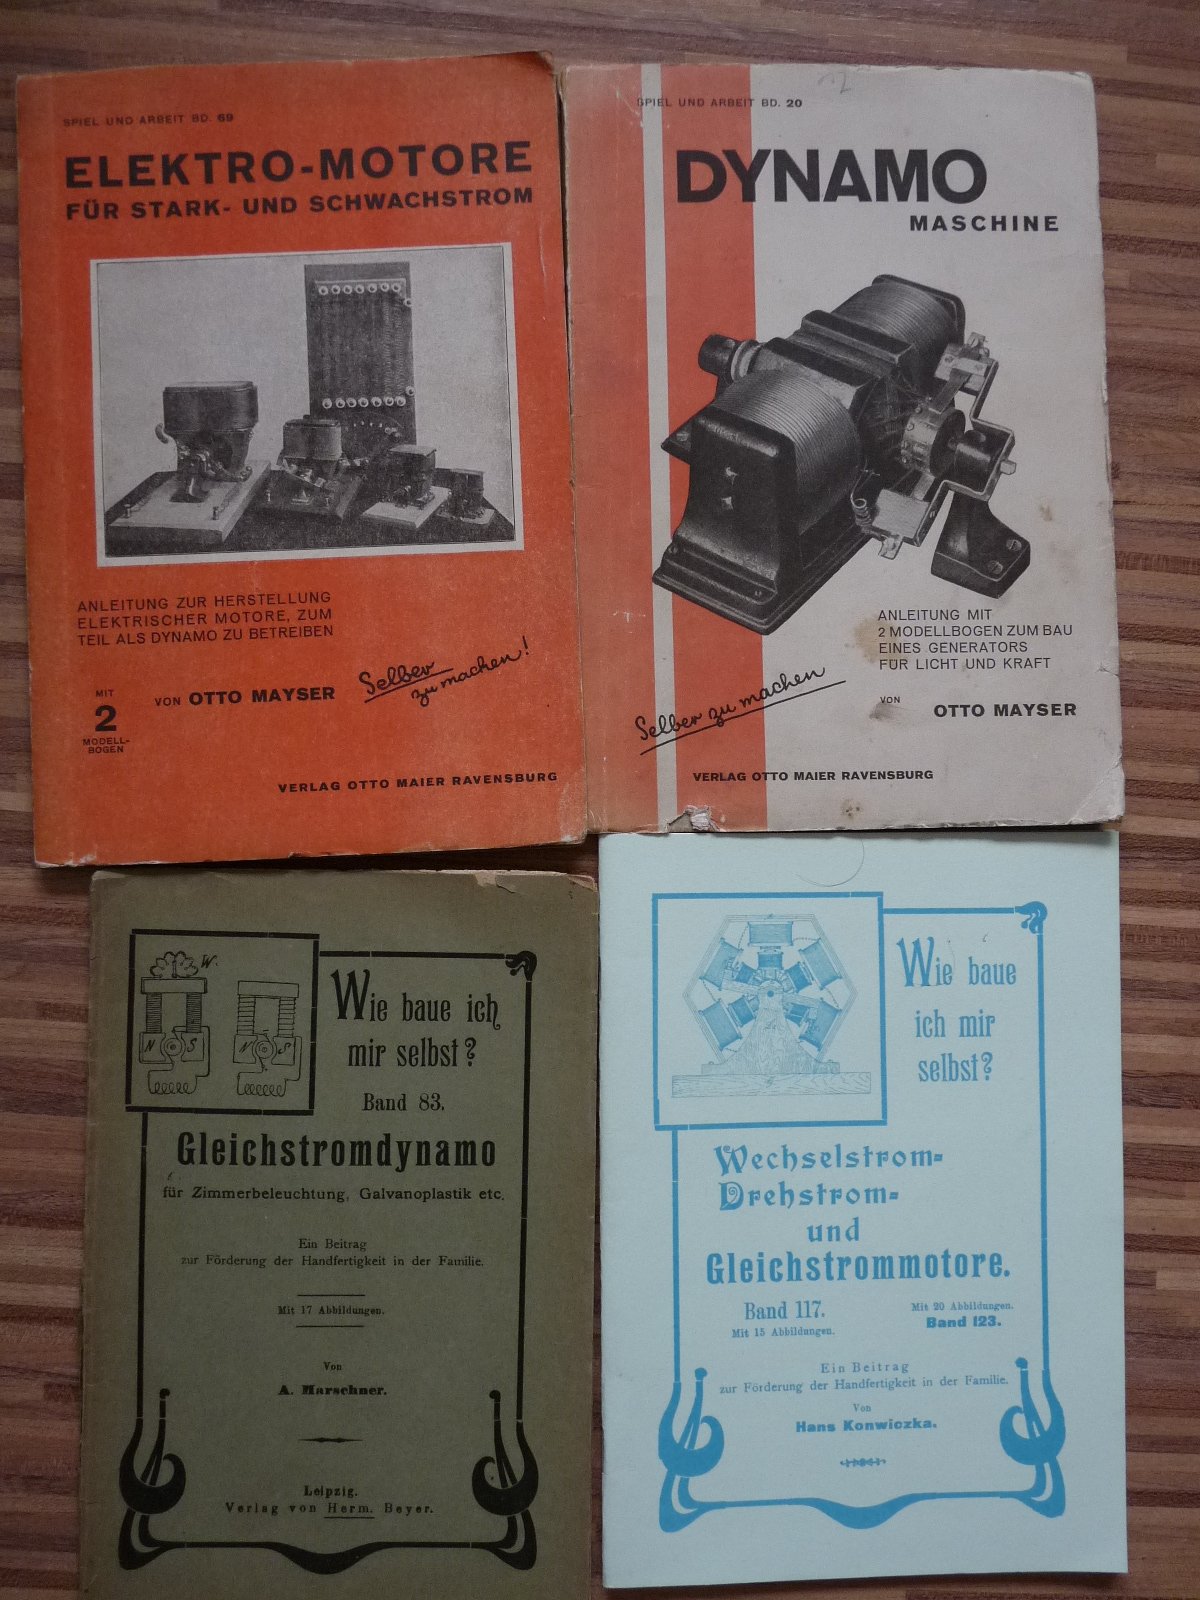 SPIEL UND ARBEIT BD. 69
ELEKTRO-MOTORE
FÜR STARK- UND SCHWACHSTROM
ANLEITUNG ZUR HERSTELLUNG
ELEKTRISCHER MOTORE, ZUM
TEIL ALS DYNAMO ZU BETREIBEN
MIT
2
MODELL-
BOGEN
VON OTTO MAYSER
Selber
zu machen!
VERLAG OTTO MAIER RAVENSBURG
SPIEL UND ARBEIT BD. 20
DYNAMO
MASCHINE
ANLEITUNG MIT
2 MODELLBOGEN ZUM BAU
EINES GENERATORS
FÜR LICHT UND KRAFT
Selber zu machen
VON
OTTO MAYSER
VERLAG OTTO MAIER RAVENSBURG
W.
N S
N S
Wie baue ich
mir selbst?
Band 83.
Gleichstromdynamo
für Zimmerbeleuchtung, Galvanoplastik etc.
Ein Beitrag
zur Förderung der Handfertigkeit in der Familie.
Mit 17 Abbildungen.
Von
A. Marschner.
Leipzig.
Verlag von Herm. Beyer.
Wie baue
ich mir
selbst?
Wechselstrom-
Drehstrom-
und
Gleichstrommotore.
Band 117.
Mit 15 Abbildungen.
Mit 20 Abbildungen.
Band 123.
Ein Beitrag
zur Förderung der Handfertigkeit in der Familie.
Von
Hans Konwiczka.